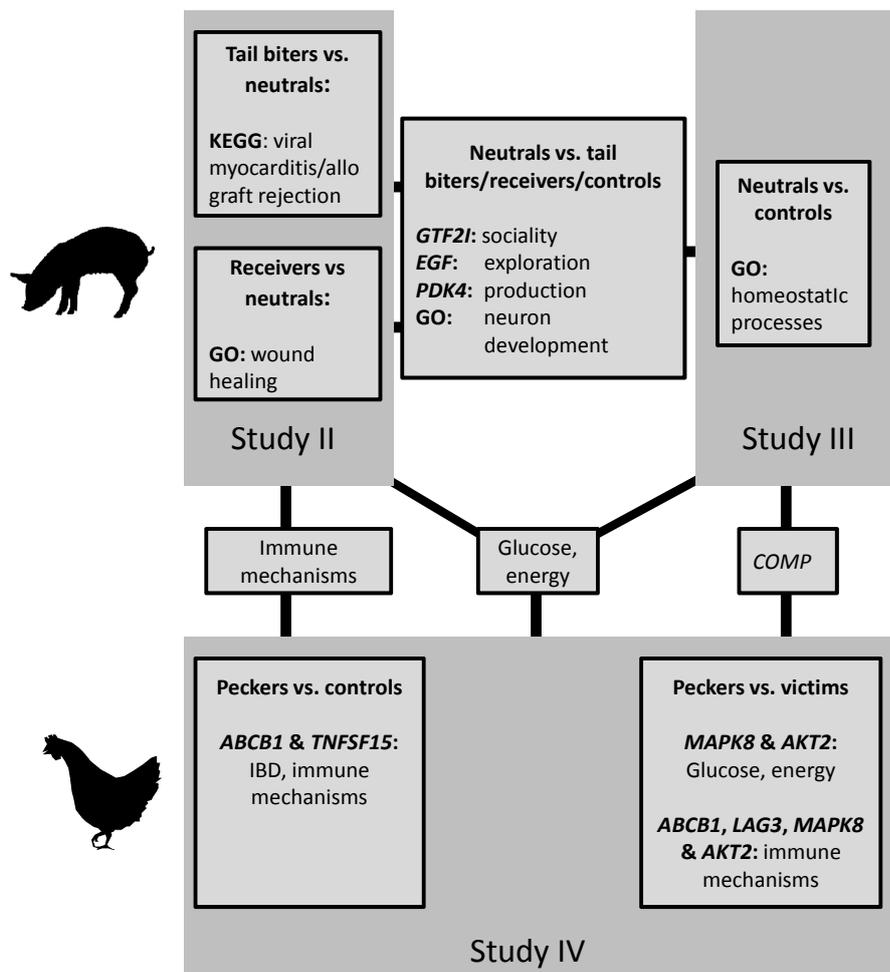 Tail biters vs.
neutrals:
KEGG: viral
myocarditis/allo
graft rejection
Receivers vs
neutrals:
GO: wound
healing
Study II
Neutrals vs. tail
biters/receivers/controls
GTF2I: sociality
EGF: exploration
PDK4: production
GO: neuron
development
Neutrals vs.
controls
GO:
homeostatIc
processes
Study III
Immune
mechanisms
Glucose,
energy
COMP
Peckers vs. controls
ABCB1 & TNFSF15:
IBD, immune
mechanisms
Peckers vs. victims
MAPK8 & AKT2:
Glucose, energy
ABCB1, LAG3, MAPK8
& AKT2: immune
mechanisms
Study IV